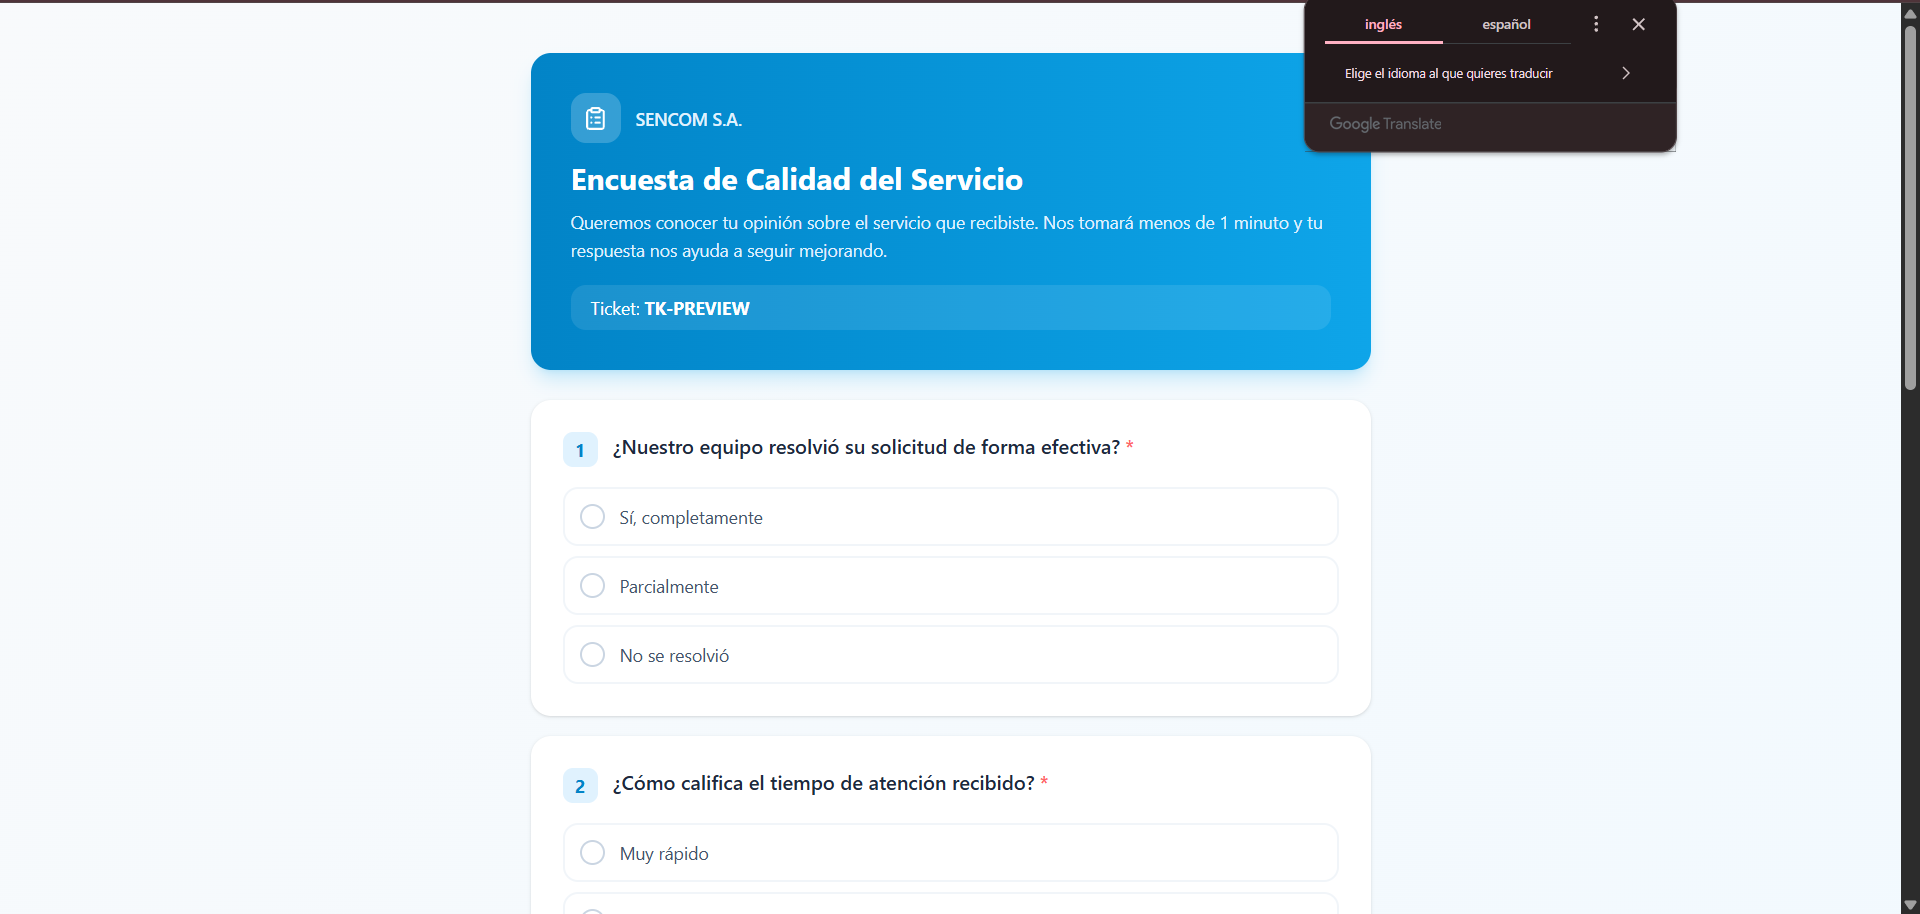 inglés
español
Elige el idioma al que quieres traducir
Google Translate
SENCOM S.A.
Encuesta de Calidad del Servicio
Queremos conocer tu opinión sobre el servicio que recibiste. Nos tomará menos de 1 minuto y tu
respuesta nos ayuda a seguir mejorando.
Ticket: TK-PREVIEW
1 ¿Nuestro equipo resolvió su solicitud de forma efectiva? *
Sí, completamente
Parcialmente
No se resolvió
2 ¿Cómo califica el tiempo de atención recibido? *
Muy rápido